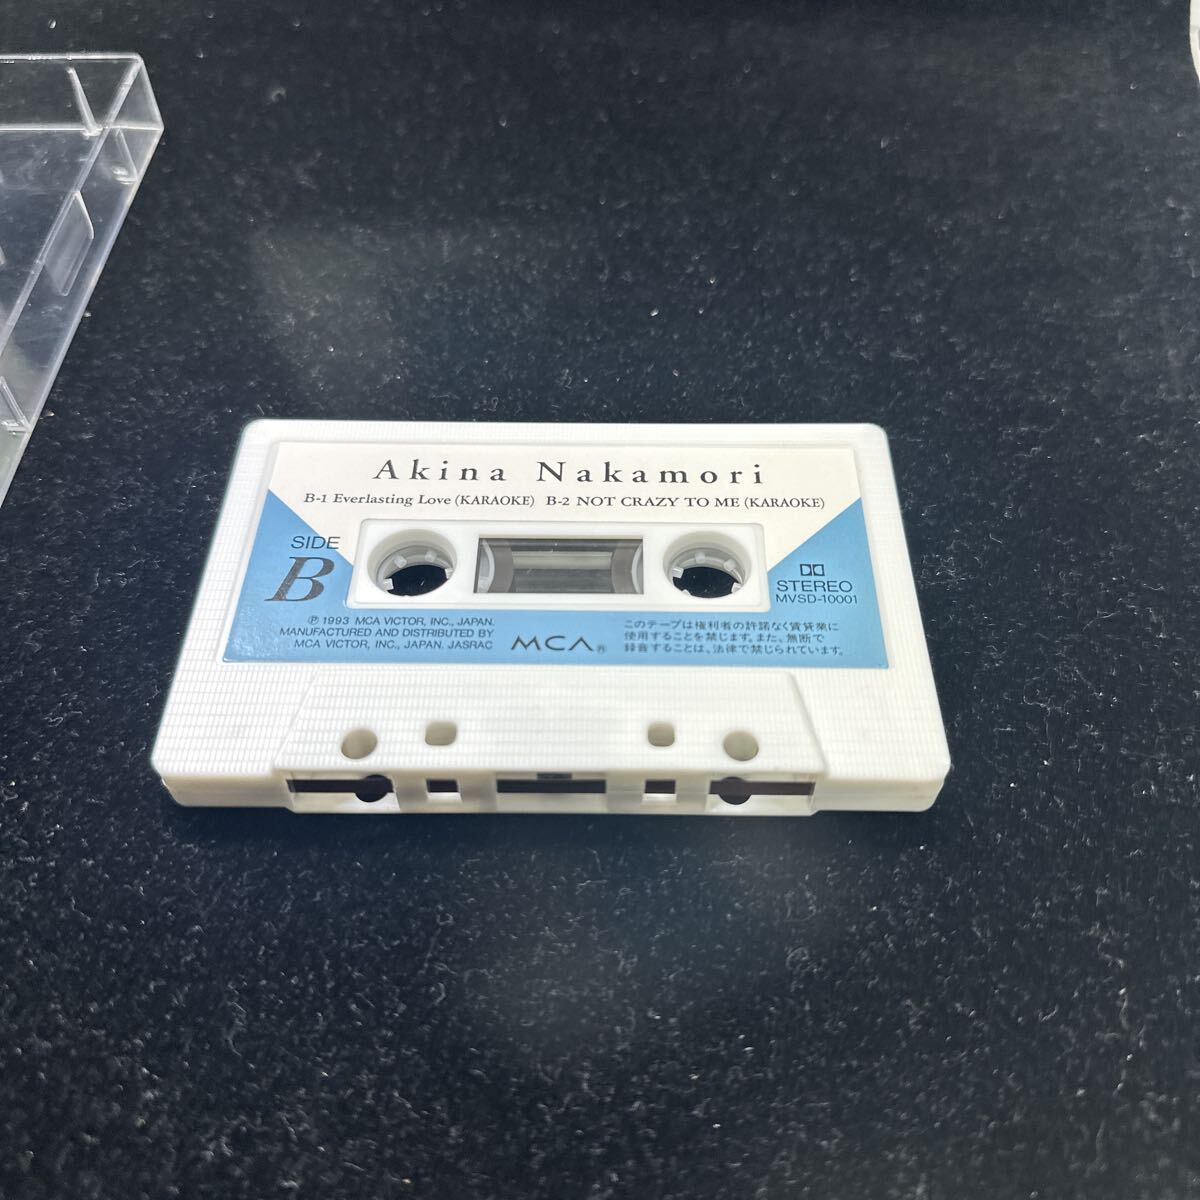 Akina Nakamori
B-1 Everlasting Love (KARAOKE) B-2 NOT CRAZY TO ME (KARAOKE)
SIDE
B
STEREO
MVSD-10001
Ⓟ 1993 MCA VICTOR, INC., JAPAN.
MANUFACTURED AND DISTRIBUTED BY
MCA VICTOR, INC., JAPAN. JASRAC
MCA®
このテープは権利者の許諾なく賃貸業に
使用することを禁じます。また、無断で
録音することは、法律で禁じられています。